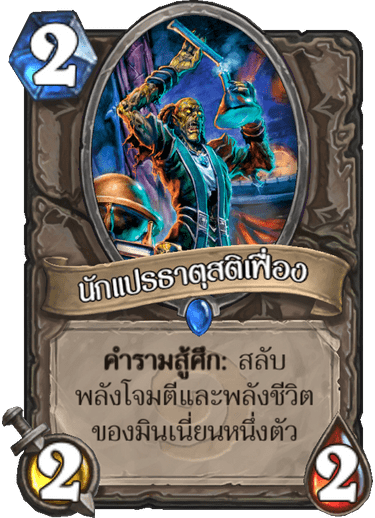 2
นักแปรธาตุสติเฟื่อง
คำรามสู้ศึก: สลับ
พลังโจมตีและพลังชีวิต
ของมินเนี่ยนหนึ่งตัว
2
2